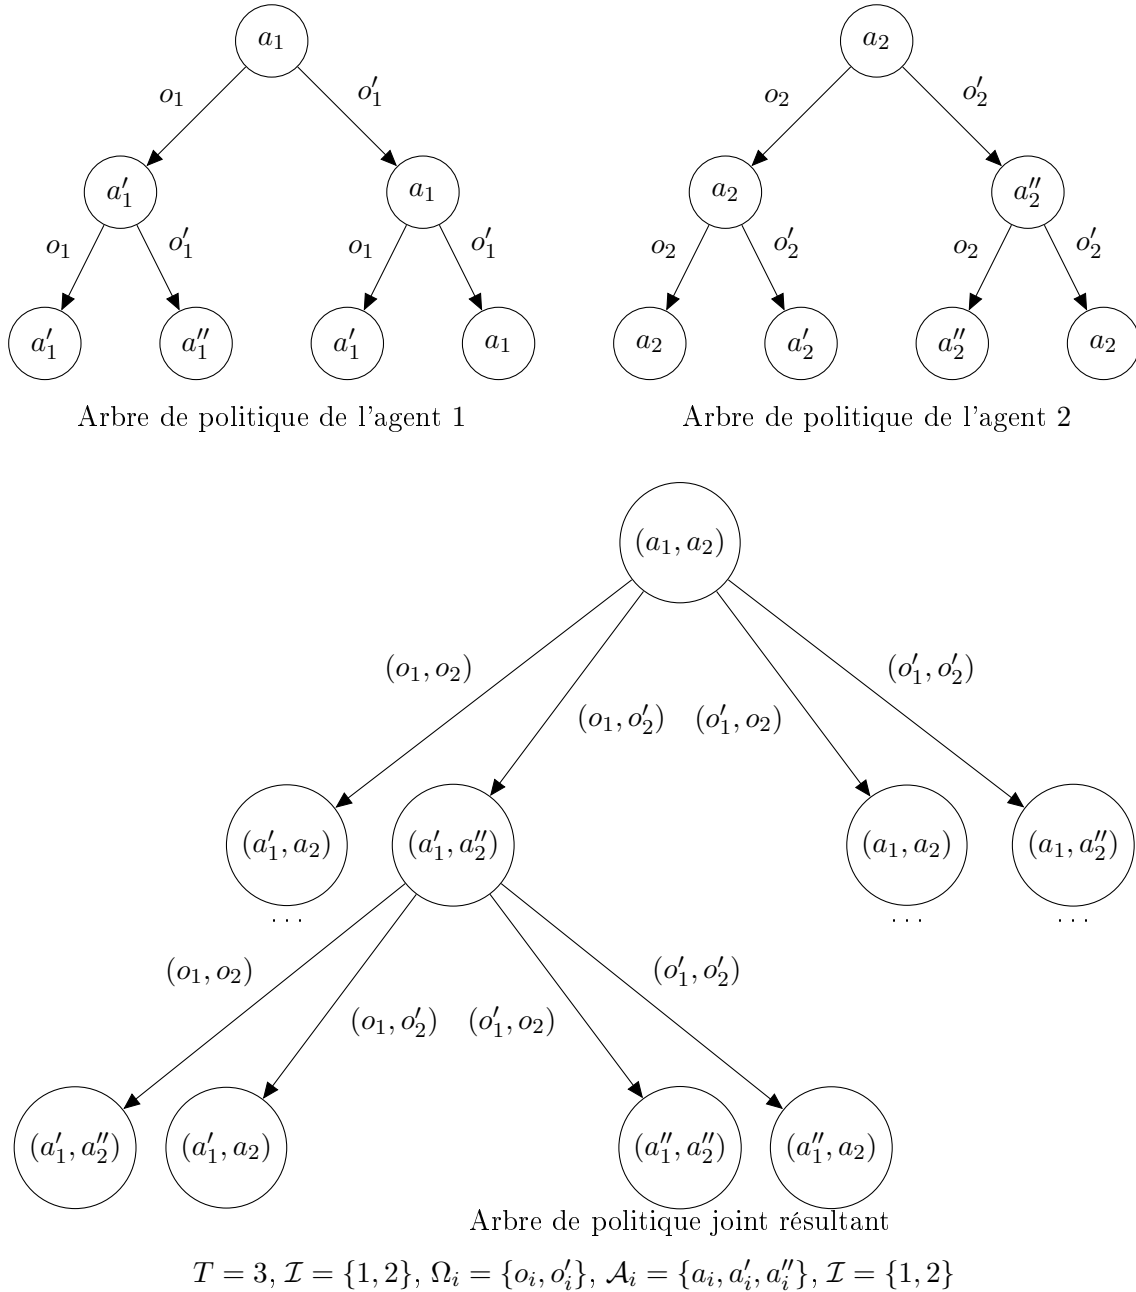 a₁ a₂
o₁ o′₁ o₂ o′₂
a′₁ a₁ a₂ a″₂
o₁ o′₁ o₁ o′₁ o₂ o′₂ o₂ o′₂
a′₁ a″₁ a′₁ a₁ a₂ a′₂ a″₂ a₂
Arbre de politique de l'agent 1 Arbre de politique de l'agent 2
(a₁, a₂)
(o₁, o₂) (o′₁, o′₂)
(o₁, o′₂) (o′₁, o₂)
(a′₁, a₂) (a′₁, a″₂) (a₁, a₂) (a₁, a″₂)
. . . . . . . . .
(o₁, o₂) (o′₁, o′₂)
(o₁, o′₂) (o′₁, o₂)
(a′₁, a″₂) (a′₁, a₂) (a″₁, a″₂) (a″₁, a₂)
Arbre de politique joint résultant
T = 3, ℐ = {1, 2}, Ωᵢ = {oᵢ, o′ᵢ}, 𝒜ᵢ = {aᵢ, a′ᵢ, a″ᵢ}, ℐ = {1, 2}